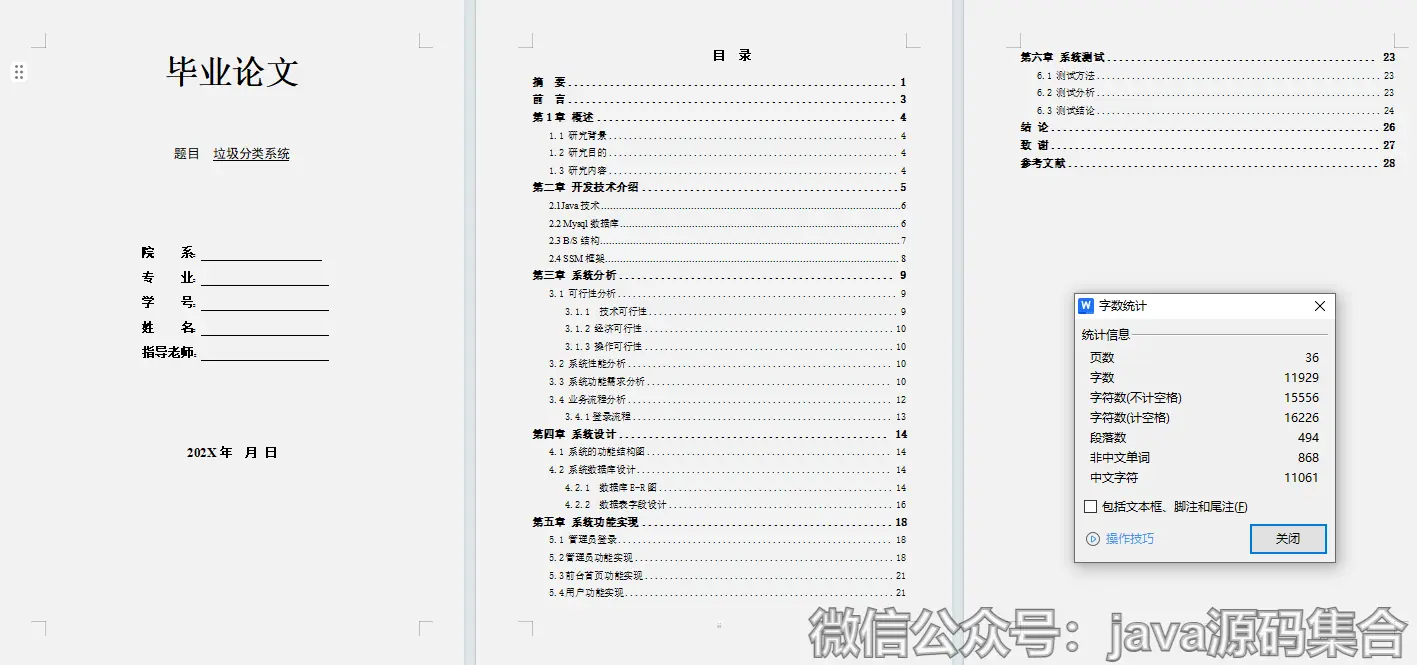 毕业论文
题目 垃圾分类系统
院 系:
专 业:
学 号:
姓 名:
指导老师:
202X 年 月 日
目 录
摘 要 1
前 言 3
第 1 章 概述 4
1.1 研究背景 4
1.2 研究目的 4
1.3 研究内容 4
第二章 开发技术介绍 5
2.1Java 技术 6
2.2 Mysql 数据库 6
2.3 B/S 结构 7
2.4 SSM 框架 8
第三章 系统分析 9
3.1 可行性分析 9
3.1.1 技术可行性 9
3.1.2 经济可行性 10
3.1.3 操作可行性 10
3.2 系统性能分析 10
3.3 系统功能需求分析 10
3.4 业务流程分析 12
3.4.1 登录流程 13
第四章 系统设计 14
4.1 系统的功能结构图 14
4.2 系统数据库设计 14
4.2.1 数据库 E-R 图 14
4.2.2 数据表字段设计 16
第五章 系统功能实现 18
5.1 管理员登录 18
5.2 管理员功能实现 18
5.3 前台首页功能实现 21
5.4 用户功能实现 21
第六章 系统测试 23
6.1 测试方法 23
6.2 测试分析 23
6.3 测试结论 24
结 论 26
致 谢 27
参考文献 28
W 字数统计
统计信息
页数 36
字数 11929
字符数(不计空格) 15556
字符数(计空格) 16226
段落数 494
非中文单词 868
中文字符 11061
包括文本框、脚注和尾注(F)
操作技巧 关闭
微信公众号：java源码集合